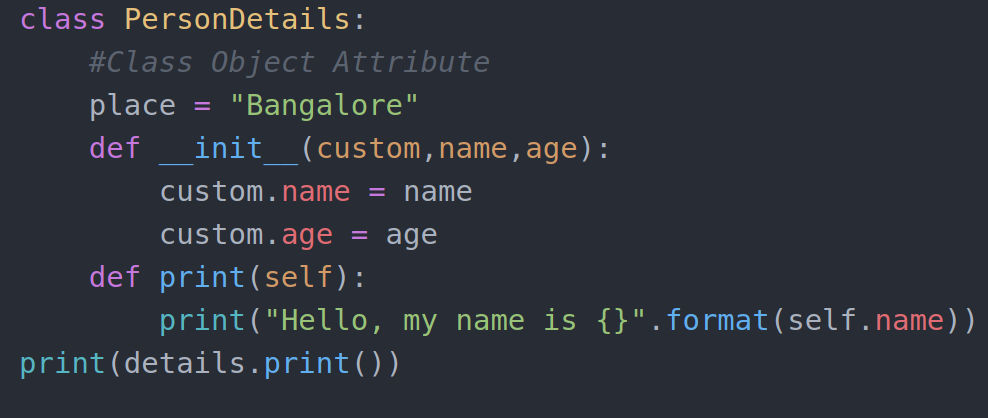 class PersonDetails:
    #Class Object Attribute
    place = "Bangalore"
    def __init__(custom,name,age):
        custom.name = name
        custom.age = age
    def print(self):
        print("Hello, my name is {}".format(self.name))
print(details.print())